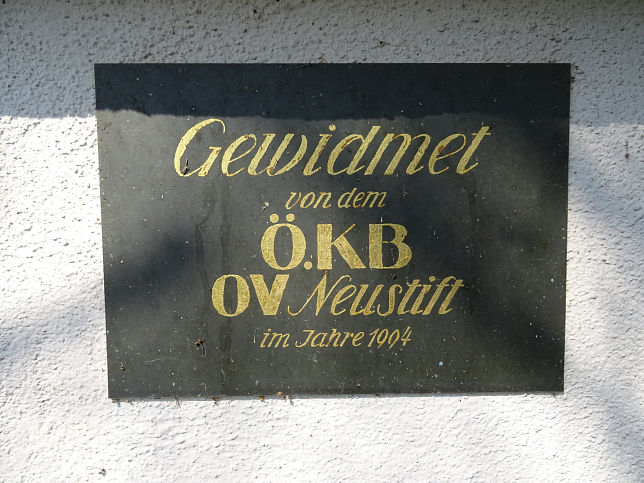 Gewidmet
von dem
Ö.KB
OV Neustift
im Jahre 1994